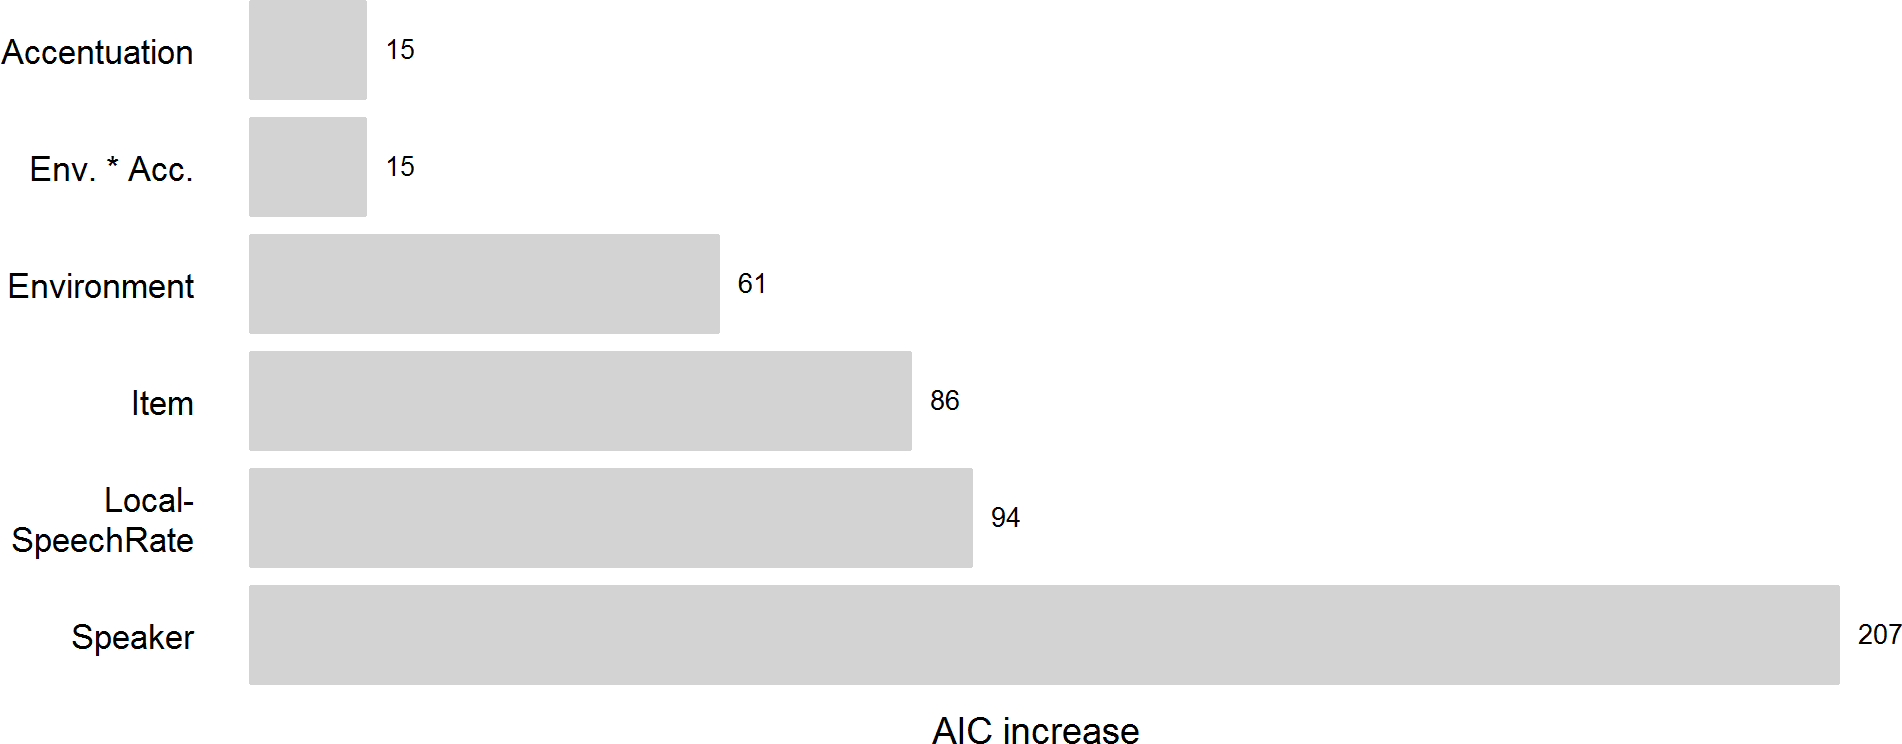 Accentuation
15
Env. * Acc.
15
Environment
61
Item
86
Local-
SpeechRate
94
Speaker
207
AIC increase